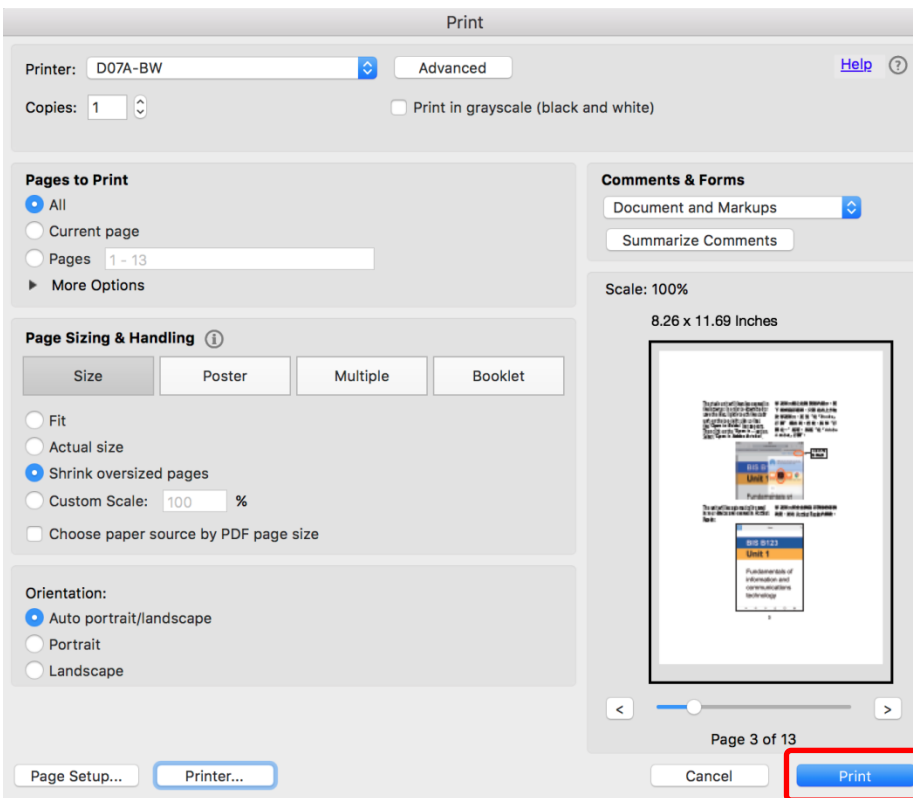 Print
Printer: D07A-BW Advanced Help ?
Copies: 1 Print in grayscale (black and white)
Pages to Print
All
Current page
Pages 1 - 13
More Options
Comments & Forms
Document and Markups
Summarize Comments
Page Sizing & Handling i
Size Poster Multiple Booklet
Fit
Actual size
Shrink oversized pages
Custom Scale: 100 %
Choose paper source by PDF page size
Orientation:
Auto portrait/landscape
Portrait
Landscape
Scale: 100%
8.26 x 11.69 Inches
Unit 1
BIS B123
Unit 1
Fundamentals of
information and
communications
technology
< >
Page 3 of 13
Page Setup... Printer... Cancel Print